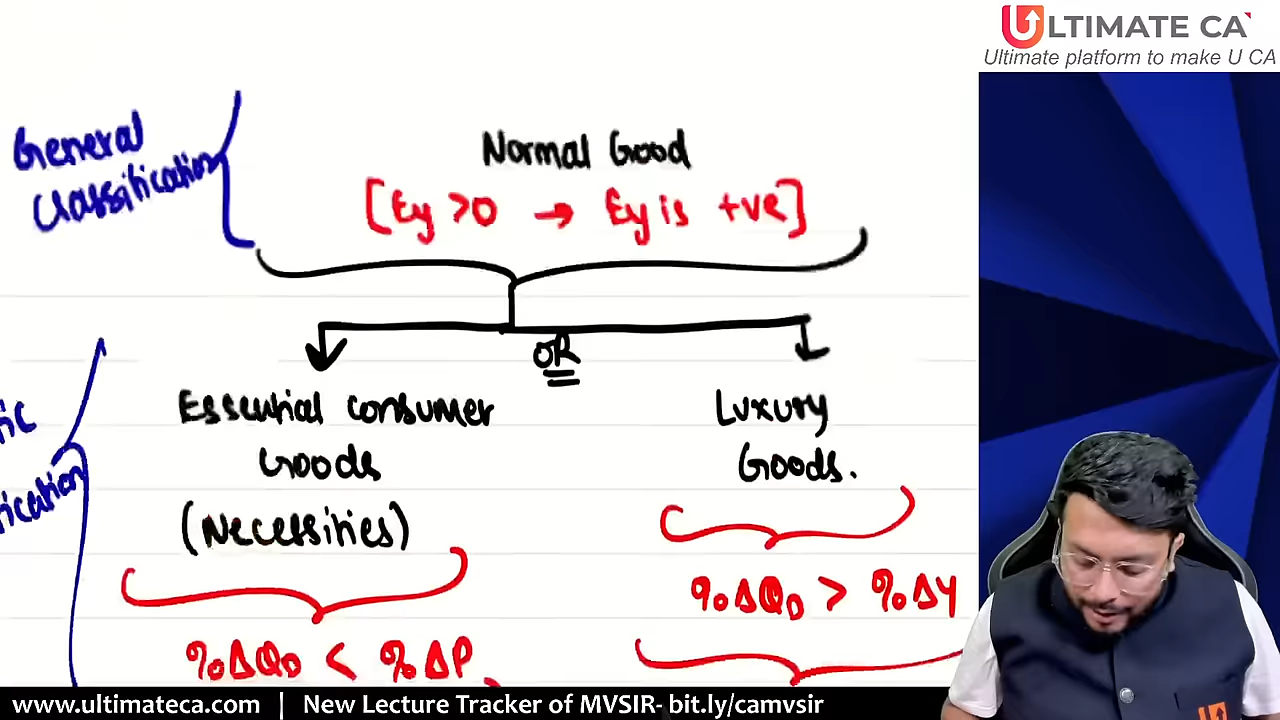 ULTIMATE CA
Ultimate platform to make U CA
General
Classification
Normal Good
[Ey >0 → Ey is +ve]
OR
Essential consumer
Goods
(Necessities)
Luxury
Goods.
%ΔQD > %ΔY
%ΔQD < %ΔP
www.ultimateca.com | New Lecture Tracker of MVSIR- bit.ly/camvsir